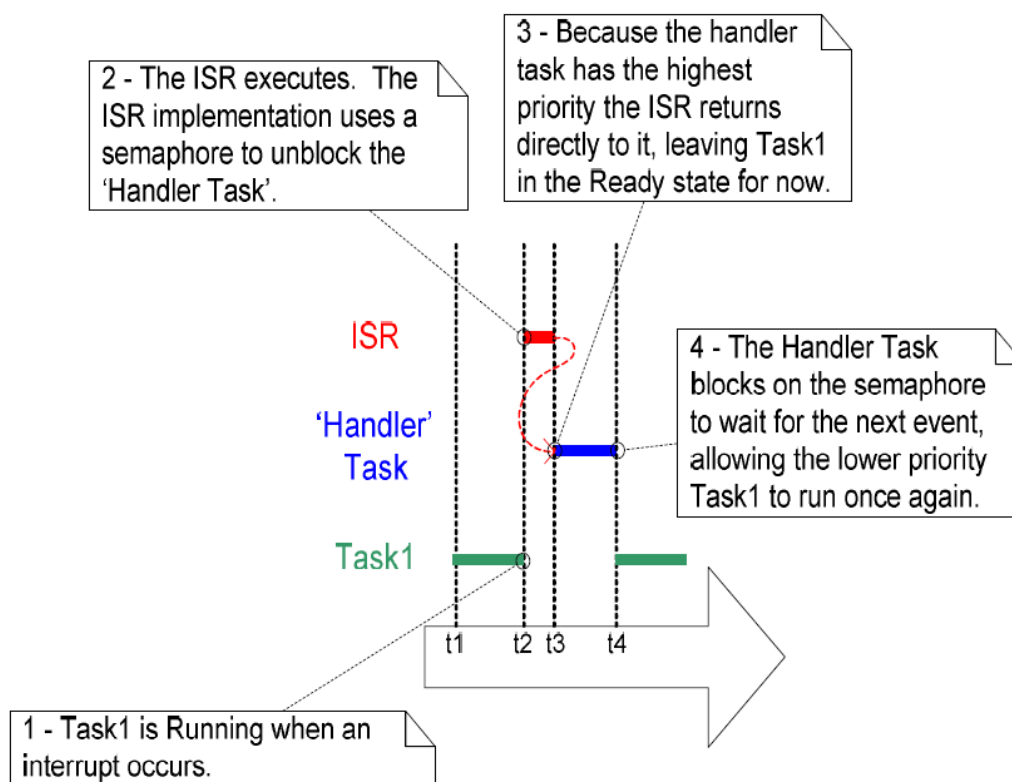 2 - The ISR executes.  The
ISR implementation uses a
semaphore to unblock the
‘Handler Task’.
3 - Because the handler
task has the highest
priority the ISR returns
directly to it, leaving Task1
in the Ready state for now.
ISR
4 - The Handler Task
blocks on the semaphore
to wait for the next event,
allowing the lower priority
Task1 to run once again.
‘Handler’
Task
Task1
t1 t2 t3 t4
1 - Task1 is Running when an
interrupt occurs.